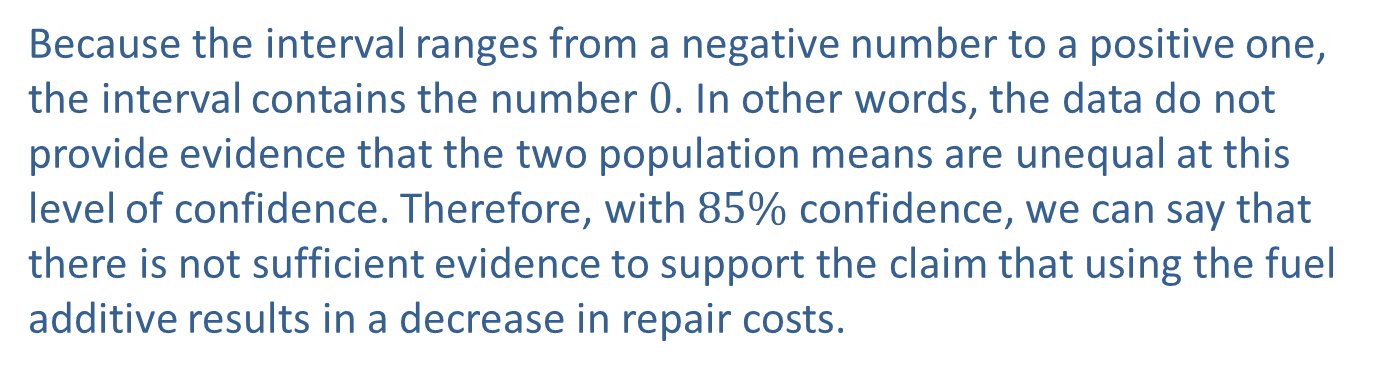 Because the interval ranges from a negative number to a positive one,
the interval contains the number 0. In other words, the data do not
provide evidence that the two population means are unequal at this
level of confidence. Therefore, with 85% confidence, we can say that
there is not sufficient evidence to support the claim that using the fuel
additive results in a decrease in repair costs.